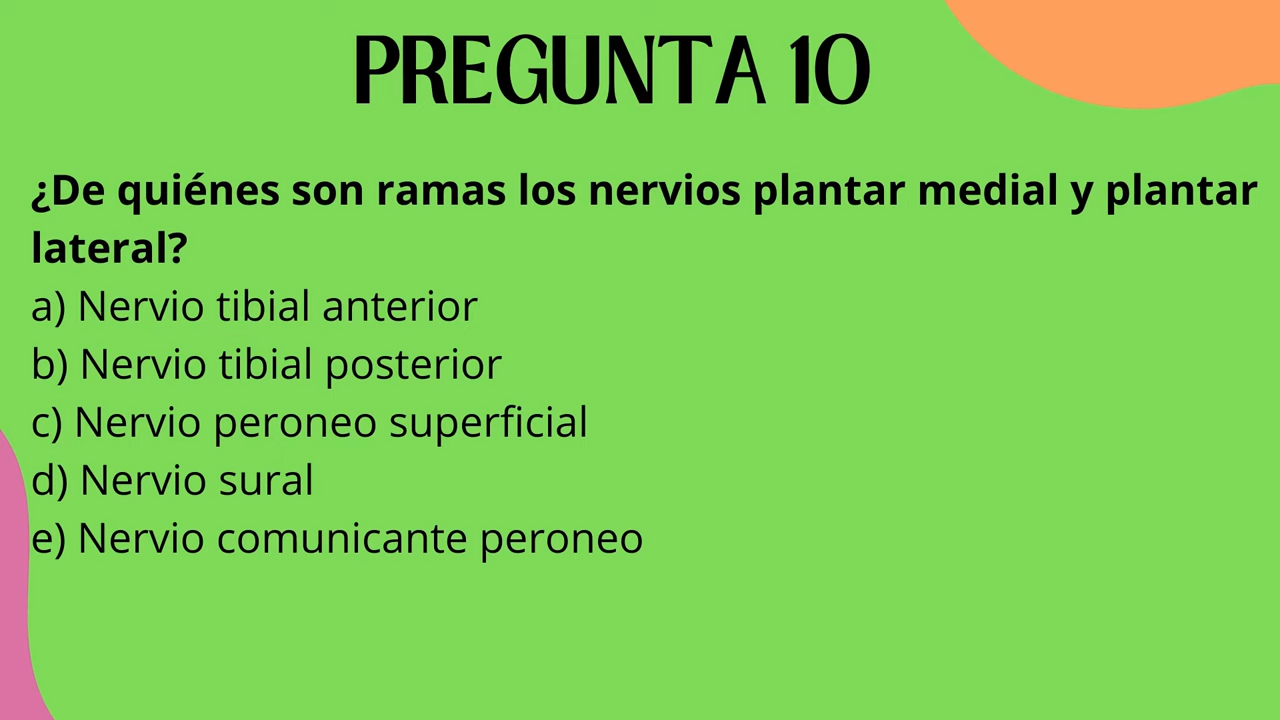 PREGUNTA 10
¿De quiénes son ramas los nervios plantar medial y plantar
lateral?
a) Nervio tibial anterior
b) Nervio tibial posterior
c) Nervio peroneo superficial
d) Nervio sural
e) Nervio comunicante peroneo